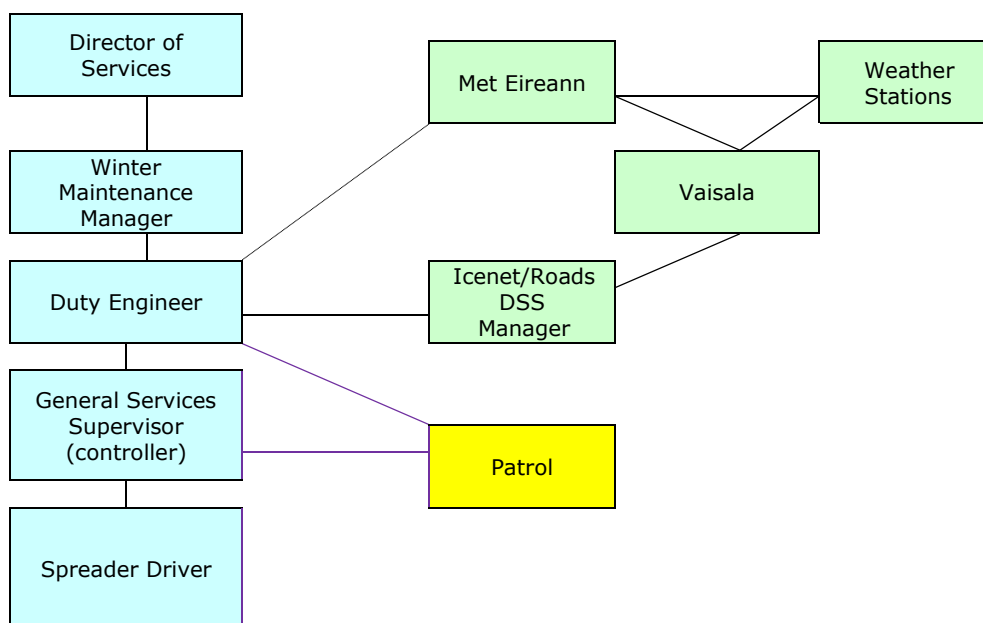 Director of
Services
Met Eireann
Weather
Stations
Winter
Maintenance
Manager
Vaisala
Duty Engineer
Icenet/Roads
DSS
Manager
General Services
Supervisor
(controller)
Patrol
Spreader Driver